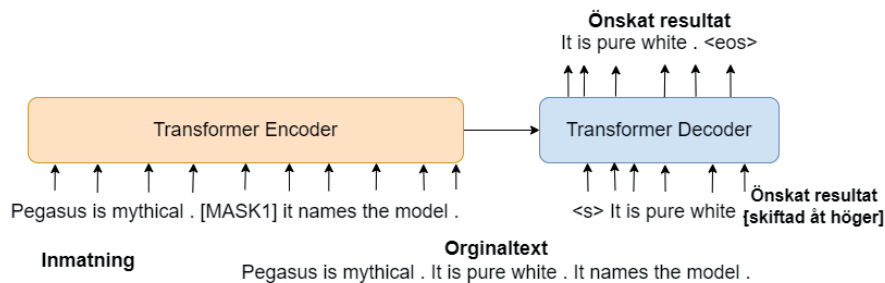 Önskat resultat
It is pure white . <eos>
Transformer Encoder
Transformer Decoder
Pegasus is mythical . [MASK1] it names the model .
<s> It is pure white .
Önskat resultat
[skiftad åt höger]
Inmatning
Orginaltext
Pegasus is mythical . It is pure white . It names the model .